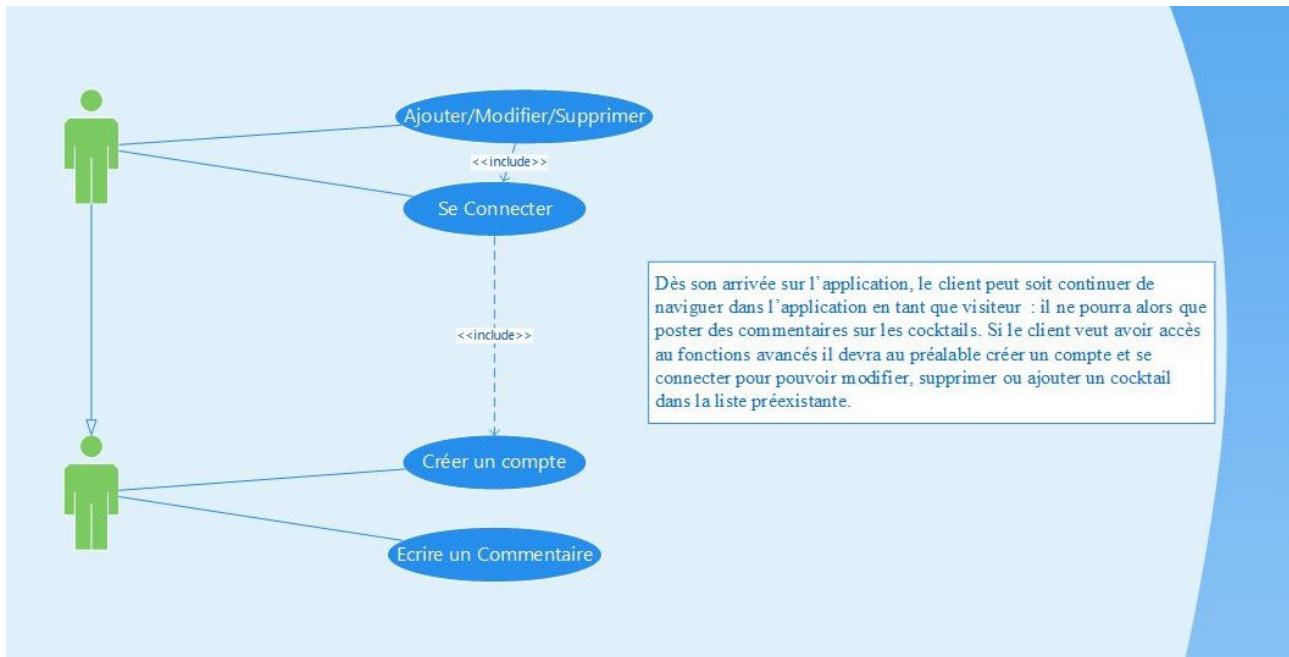 Ajouter/Modifier/Supprimer
<<include>>
Se Connecter
<<include>>
Dès son arrivée sur l’application, le client peut soit continuer de
naviguer dans l’application en tant que visiteur : il ne pourra alors que
poster des commentaires sur les cocktails. Si le client veut avoir accès
au fonctions avancés il devra au préalable créer un compte et se
connecter pour pouvoir modifier, supprimer ou ajouter un cocktail
dans la liste préexistante.
Créer un compte
Ecrire un Commentaire